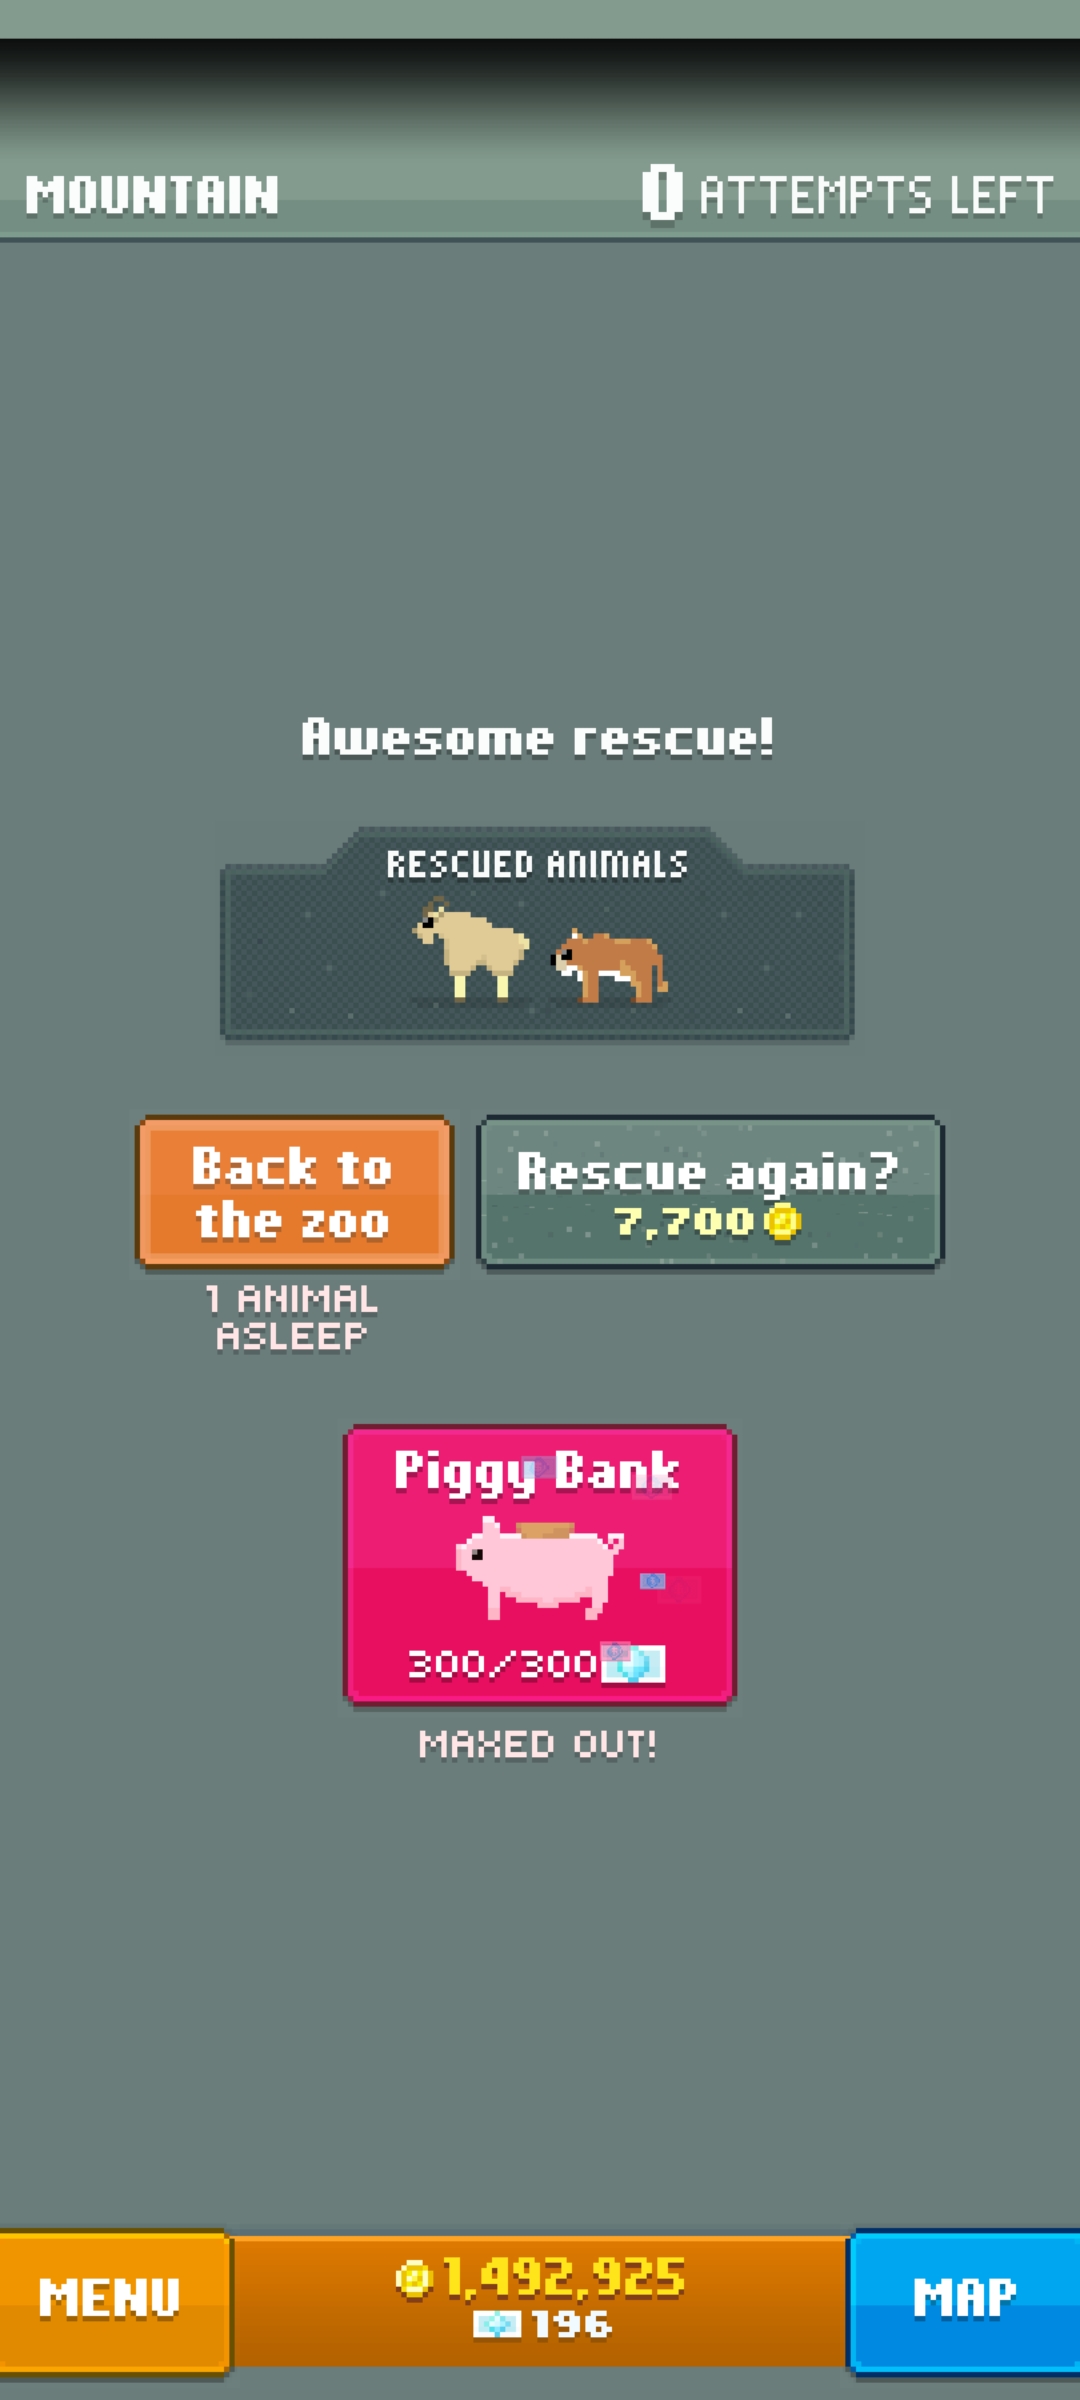 MOUNTAIN
0 ATTEMPTS LEFT
Awesome rescue!
RESCUED ANIMALS
Back to
the zoo
Rescue again?
7,700
1 ANIMAL
ASLEEP
Piggy Bank
300/300
MAXED OUT!
MENU
1,492,925
196
MAP